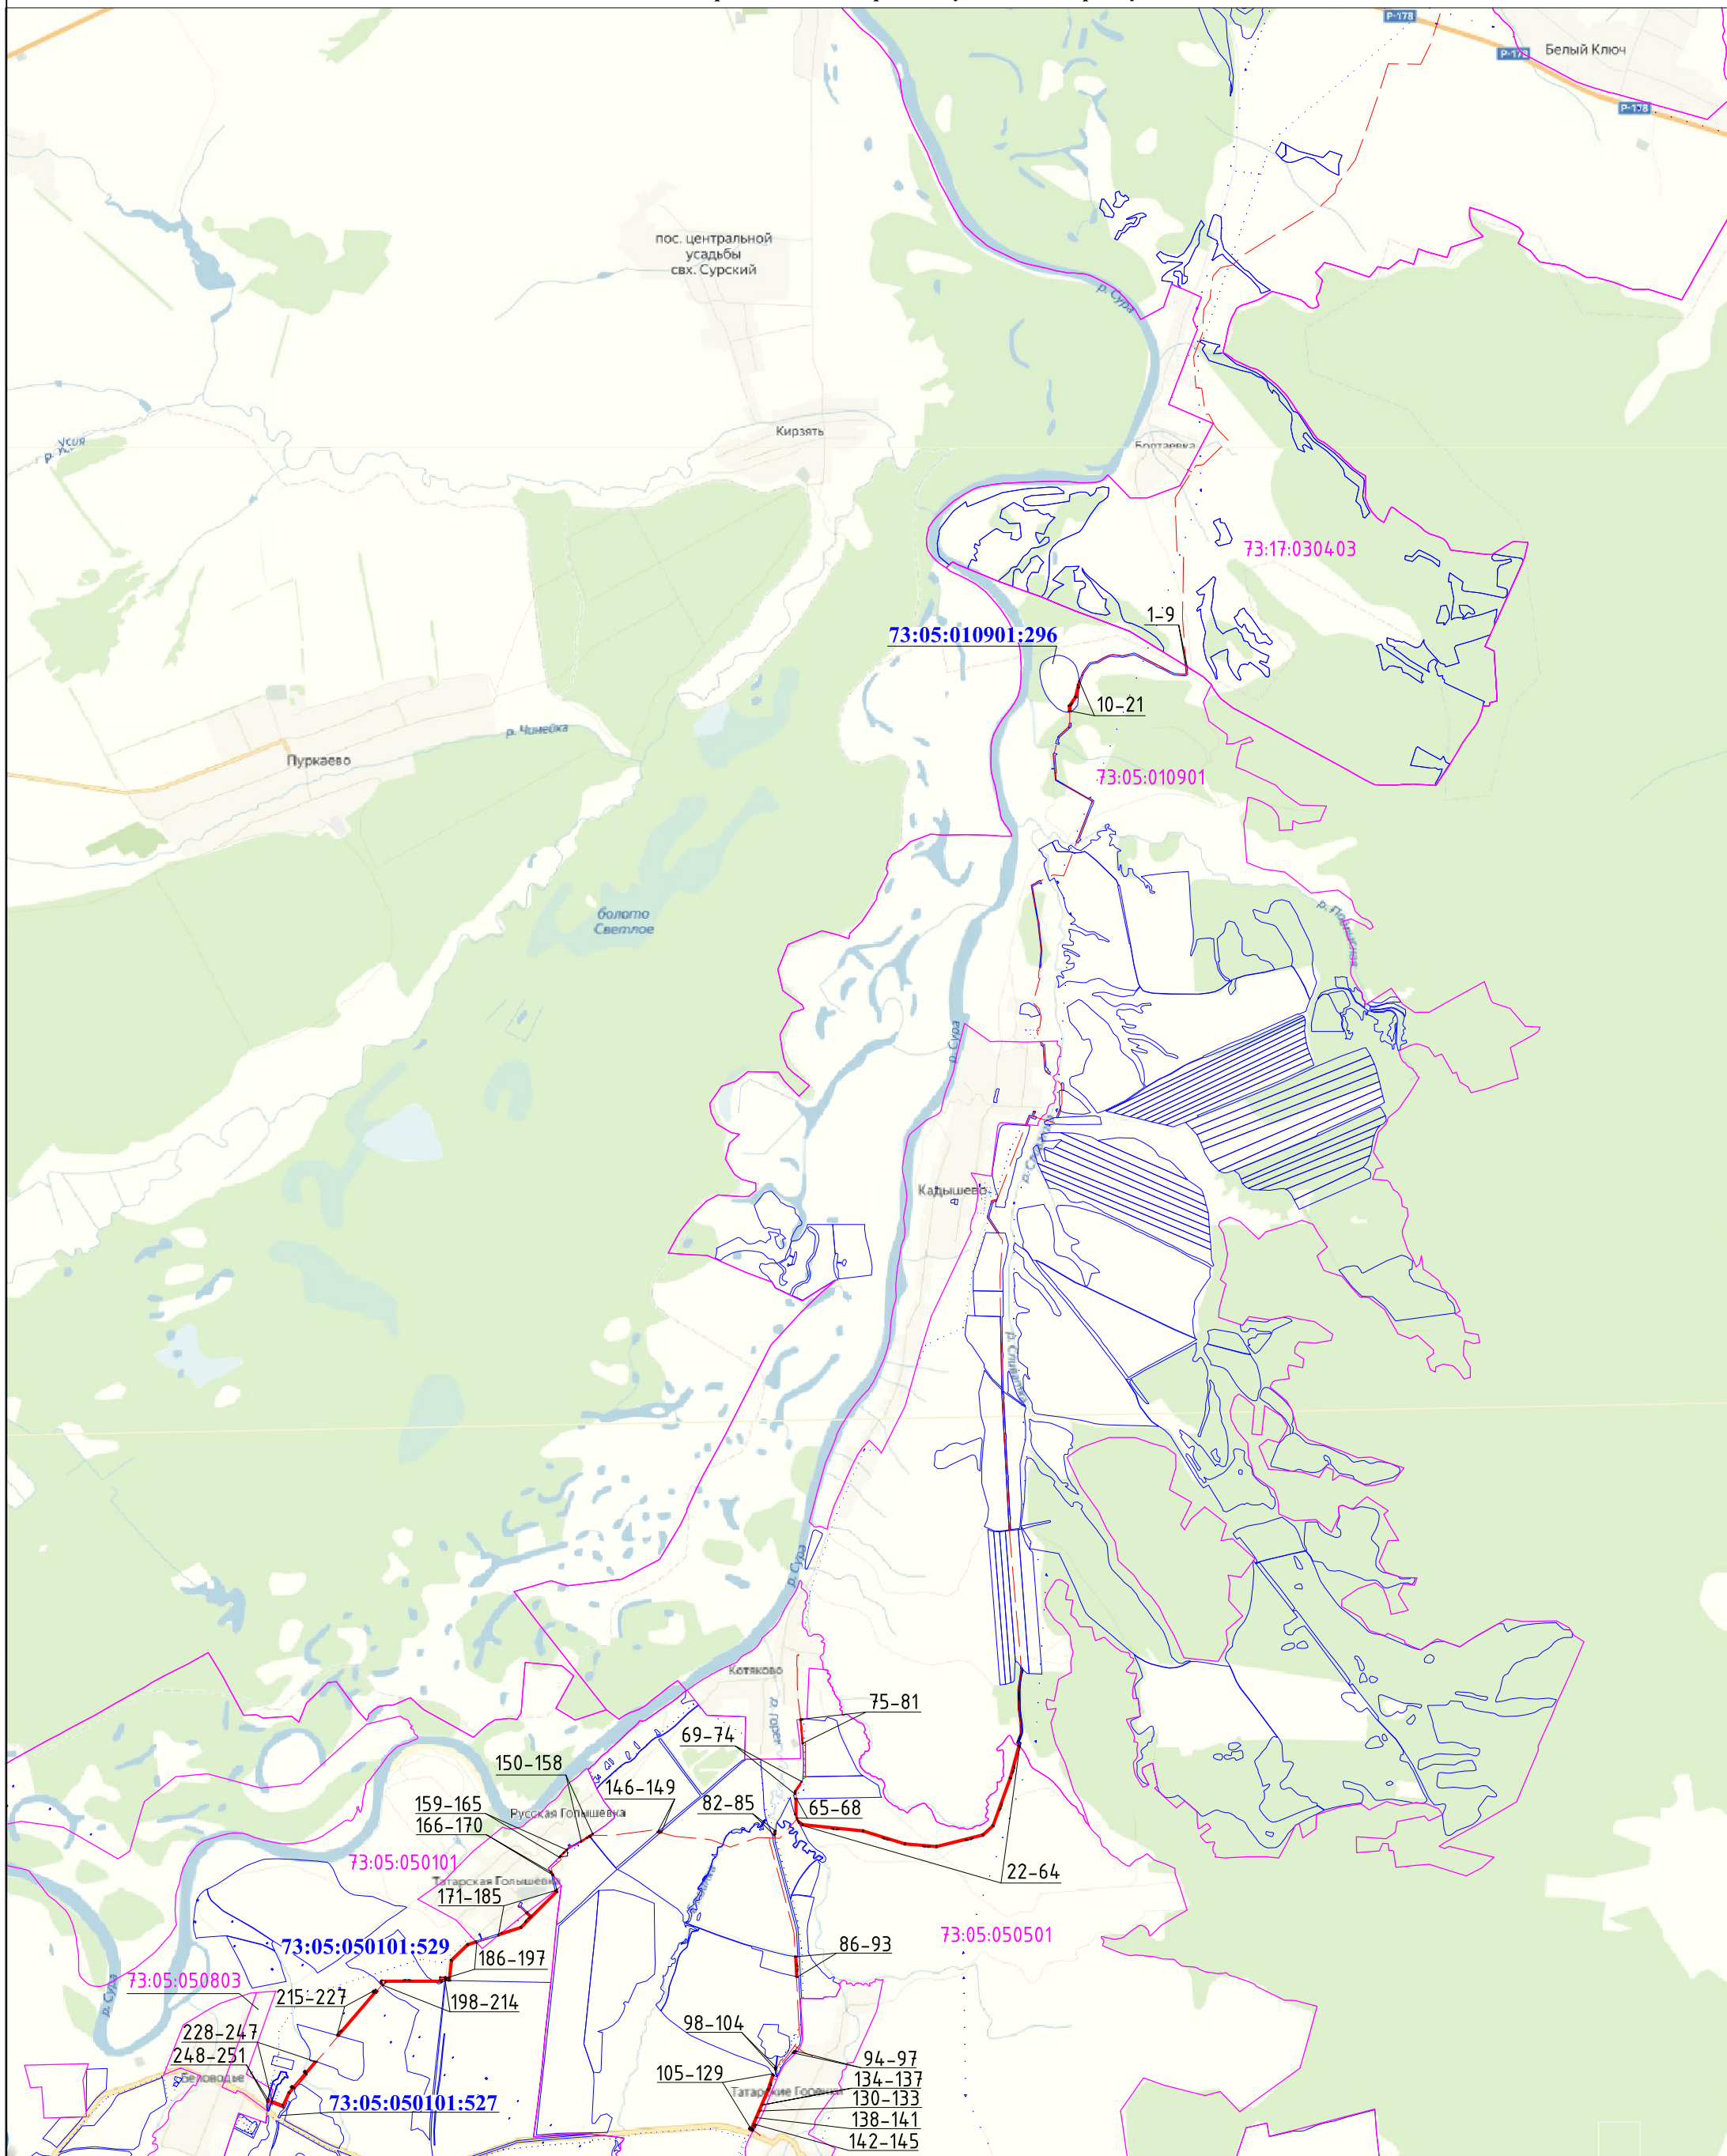 Р-178
Р-178
Белый Ключ
Р-178
пос. центральной
усадьбы
свх. Сурский
р. Сура
Кирзять
Болтаевка
р. Усия
73:17:030403
1-9
73:05:010901:296
10-21
р. Чинейка
Пуркаево
73:05:010901
болото
Светлое
р. Сура
Кадышево
р. Сура
Котяково
75-81
69-74
150-158
146-149
159-165
Русская Голышевка
82-85
65-68
166-170
73:05:050101
22-64
Татарская Голышевка
171-185
73:05:050501
73:05:050101:529
86-93
186-197
73:05:050803
р. Сура
215-227
198-214
98-104
228-247
94-97
248-251
105-129
Беловодье
134-137
Татарские Горенки
130-133
73:05:050101:527
138-141
142-145